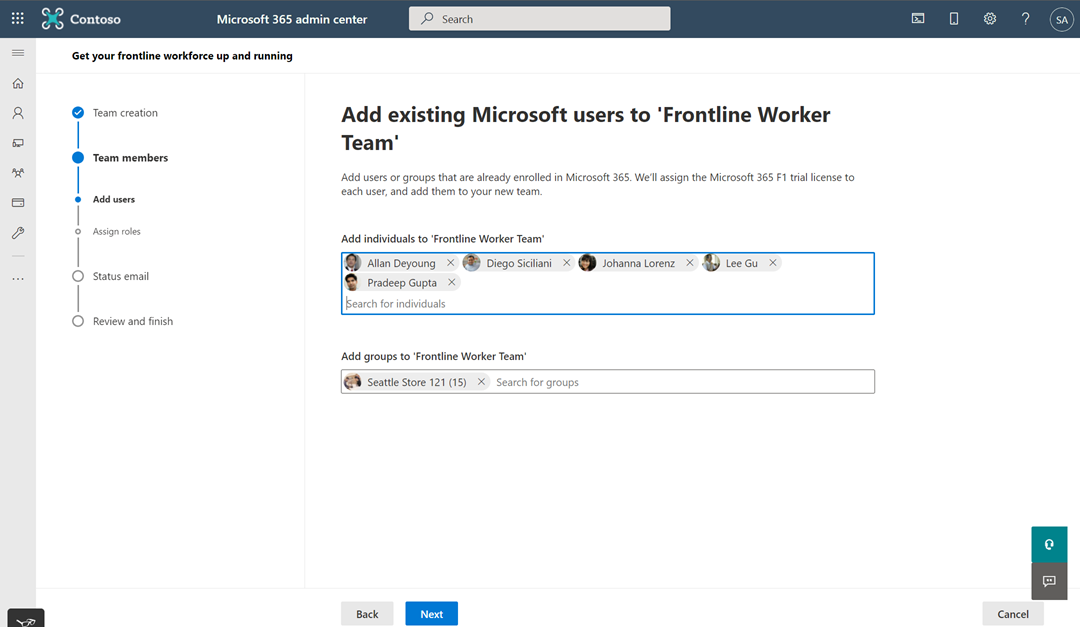 Contoso
Microsoft 365 admin center
Search
SA
Get your frontline workforce up and running
Team creation
Team members
Add users
Assign roles
Status email
Review and finish
Add existing Microsoft users to 'Frontline Worker
Team'
Add users or groups that are already enrolled in Microsoft 365. We'll assign the Microsoft 365 F1 trial license to
each user, and add them to your new team.
Add individuals to 'Frontline Worker Team'
Allan Deyoung Diego Siciliani Johanna Lorenz Lee Gu
Pradeep Gupta
Search for individuals
Add groups to 'Frontline Worker Team'
Seattle Store 121 (15) Search for groups
Back Next Cancel